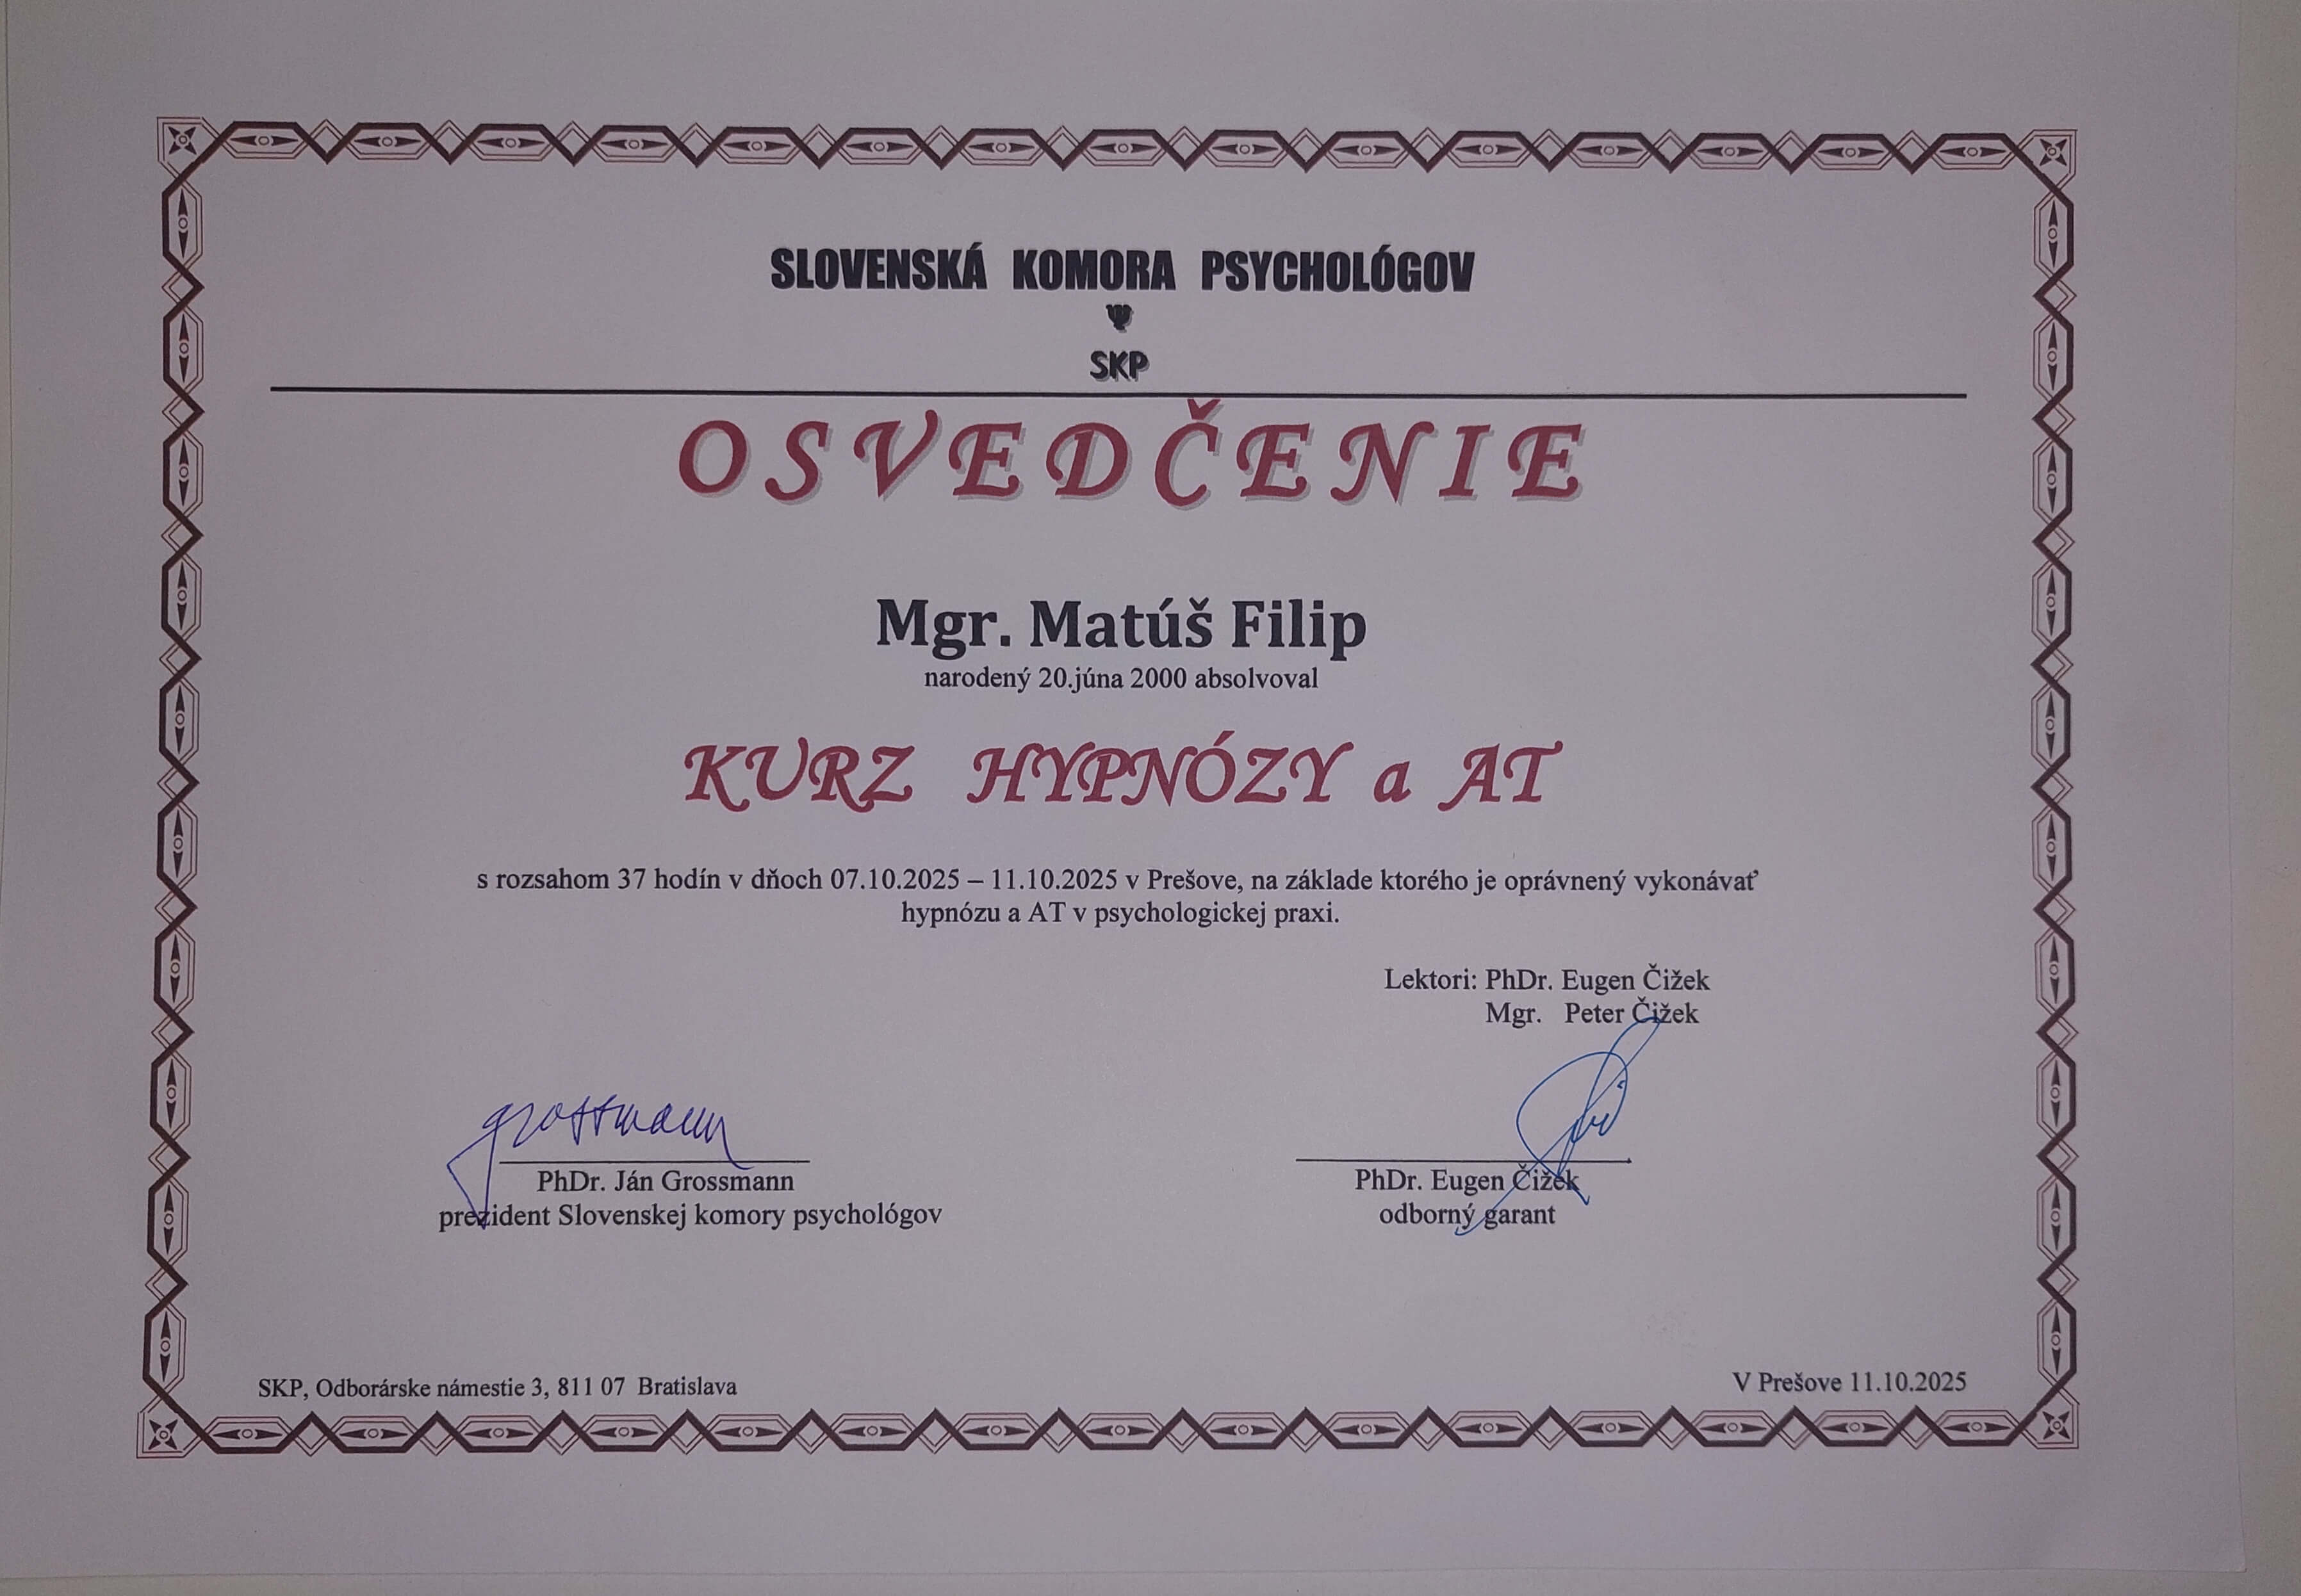 SLOVENSKÁ KOMORA PSYCHOLÓGOV
Ψ
SKP
OSVEDČENIE
Mgr. Matúš Filip
narodený 20.júna 2000 absolvoval
KURZ HYPNÓZY a AT
s rozsahom 37 hodín v dňoch 07.10.2025 – 11.10.2025 v Prešove, na základe ktorého je oprávnený vykonávať
hypnózu a AT v psychologickej praxi.
Lektori: PhDr. Eugen Čižek
Mgr. Peter Čižek
grossmann
PhDr. Ján Grossmann
prezident Slovenskej komory psychológov
PhDr. Eugen Čižek
odborný garant
SKP, Odborárske námestie 3, 811 07 Bratislava
V Prešove 11.10.2025